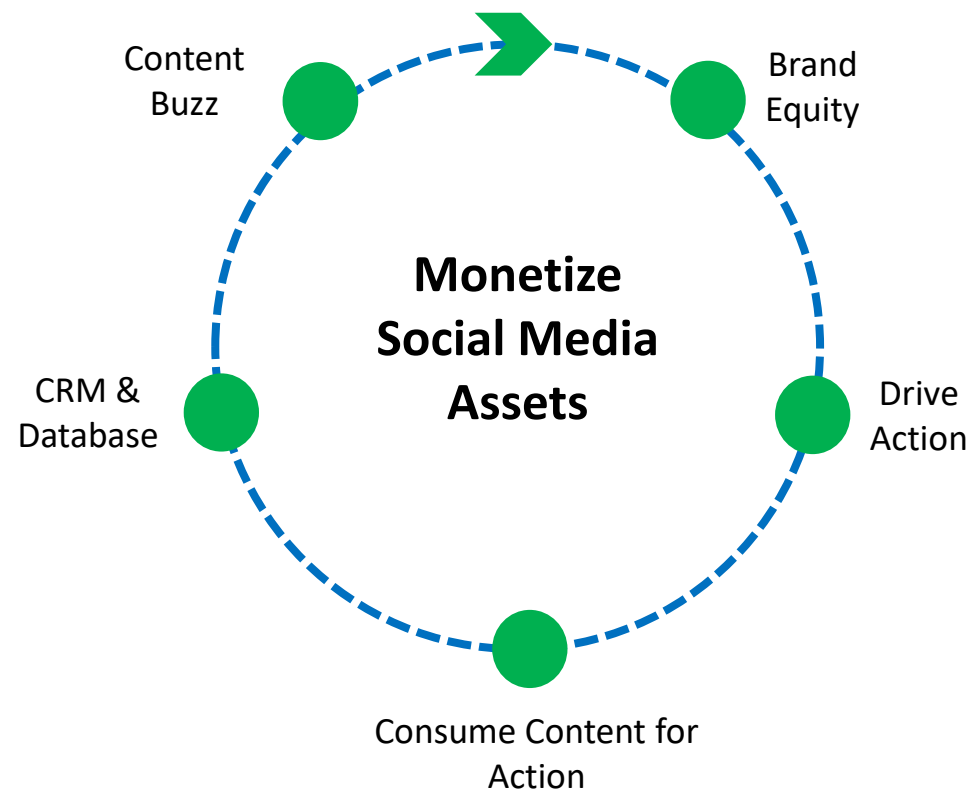 Content
Buzz
Brand
Equity
Monetize
Social Media
Assets
CRM &
Database
Drive
Action
Consume Content for
Action